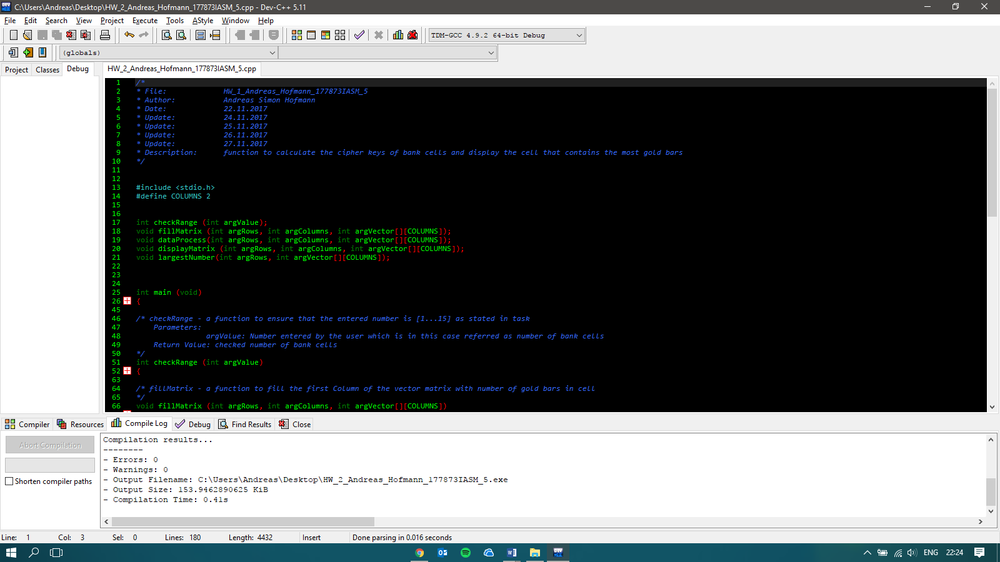 C:\Users\Andreas\Desktop\HW_2_Andreas_Hofmann_177873IASM_5.cpp - Dev-C++ 5.11
File Edit Search View Project Execute Tools AStyle Window Help
TDM-GCC 4.9.2 64-bit Debug
(globals)
Project Classes Debug
HW_2_Andreas_Hofmann_177873IASM_5.cpp
1 /*
2 * File: HW_1_Andreas_Hofmann_177873IASM_5
3 * Author: Andreas Simon Hofmann
4 * Date: 22.11.2017
5 * Update: 24.11.2017
6 * Update: 25.11.2017
7 * Update: 26.11.2017
8 * Update: 27.11.2017
9 * Description: function to calculate the cipher keys of bank cells and display the cell that contains the most gold bars
10 */
11
12
13 #include <stdio.h>
14 #define COLUMNS 2
15
16
17 int checkRange (int argValue);
18 void fillMatrix (int argRows, int argColumns, int argVector[][COLUMNS]);
19 void dataProcess(int argRows, int argColumns, int argVector[][COLUMNS]);
20 void displayMatrix (int argRows, int argColumns, int argVector[][COLUMNS]);
21 void largestNumber(int argRows, int argVector[][COLUMNS]);
22
23
24
25 int main (void)
26 {
45
46 /* checkRange - a function to ensure that the entered number is [1...15] as stated in task
47 Parameters:
48 argValue: Number entered by the user which is in this case referred as number of bank cells
49 Return Value: checked number of bank cells
50 */
51 int checkRange (int argValue)
52 {
63
64 /* fillMatrix - a function to fill the first Column of the vector matrix with number of gold bars in cell
65 */
66 void fillMatrix (int argRows, int argColumns, int argVector[][COLUMNS])
Compiler Resources Compile Log Debug Find Results Close
Abort Compilation
Shorten compiler paths
Compilation results...
--------
- Errors: 0
- Warnings: 0
- Output Filename: C:\Users\Andreas\Desktop\HW_2_Andreas_Hofmann_177873IASM_5.exe
- Output Size: 153.9462890625 KiB
- Compilation Time: 0.41s
Line: 1 Col: 3 Sel: 0 Lines: 180 Length: 4432 Insert Done parsing in 0.016 seconds
ENG 22:24